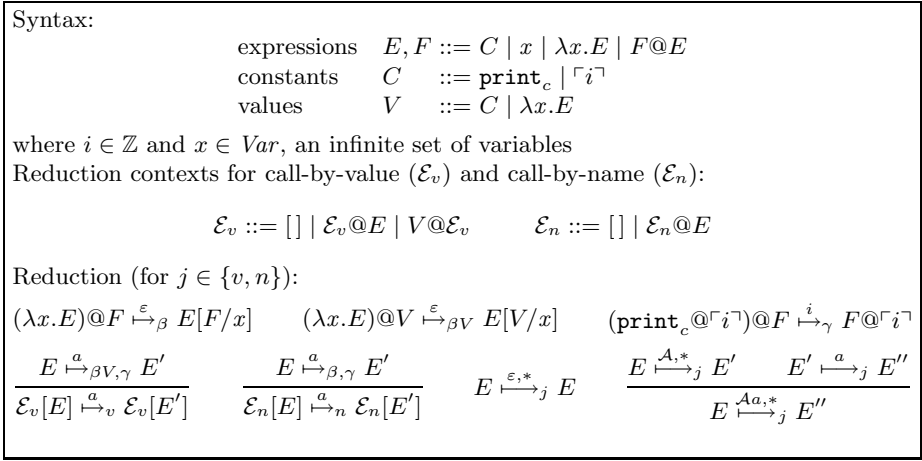 Syntax:
expressions E, F ::= C | x | λx.E | F@E
constants C ::= print_c | ⌜i⌝
values V ::= C | λx.E
where i ∈ ℤ and x ∈ Var, an infinite set of variables
Reduction contexts for call-by-value (ℰ_v) and call-by-name (ℰ_n):
ℰ_v ::= [ ] | ℰ_v@E | V@ℰ_v ℰ_n ::= [ ] | ℰ_n@E
Reduction (for j ∈ {v, n}):
(λx.E)@F ↦^ε_β E[F/x] (λx.E)@V ↦^ε_βV E[V/x] (print_c@⌜i⌝)@F ↦^i_γ F@⌜i⌝
E ↦^a_βV,γ E′ E ↦^a_β,γ E′ E ⟼^𝒜,*_j E′ E′ ⟼^a_j E′′
E ⟼^ε,*_j E
ℰ_v[E] ↦^a_v ℰ_v[E′] ℰ_n[E] ↦^a_n ℰ_n[E′] E ⟼^𝒜a,*_j E′′